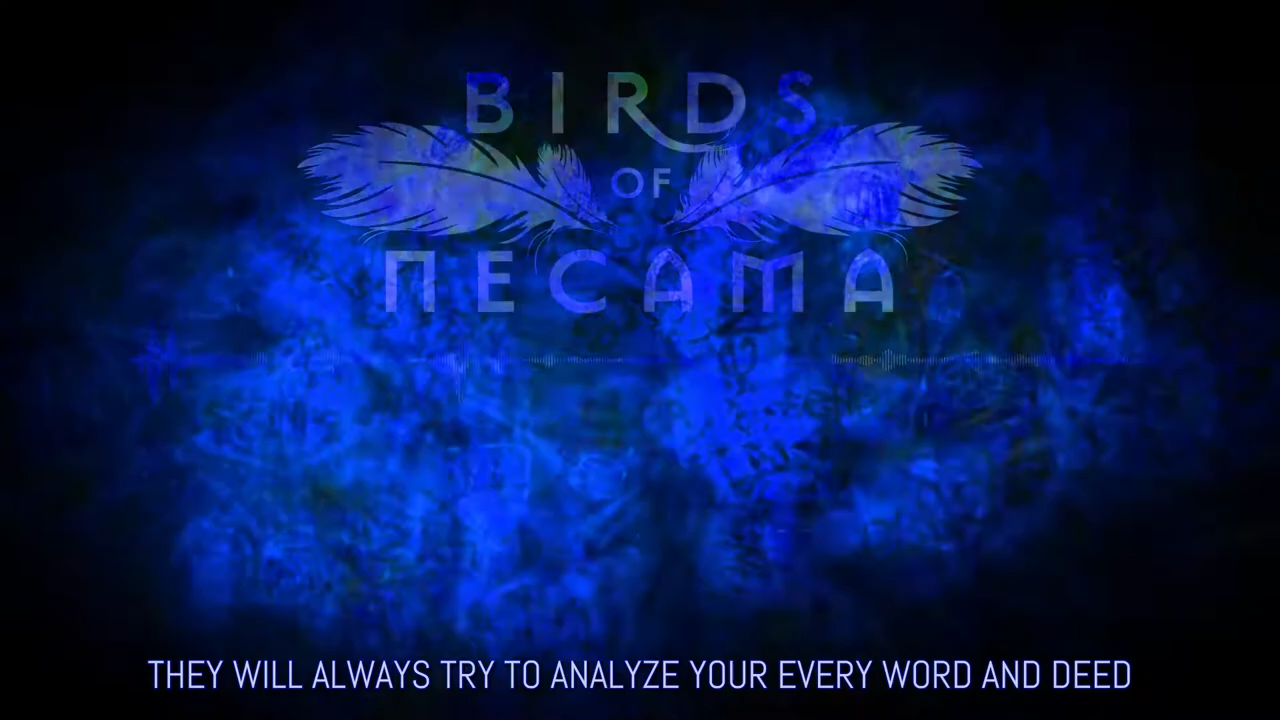 BIRDS
OF
NECAMA
THEY WILL ALWAYS TRY TO ANALYZE YOUR EVERY WORD AND DEED